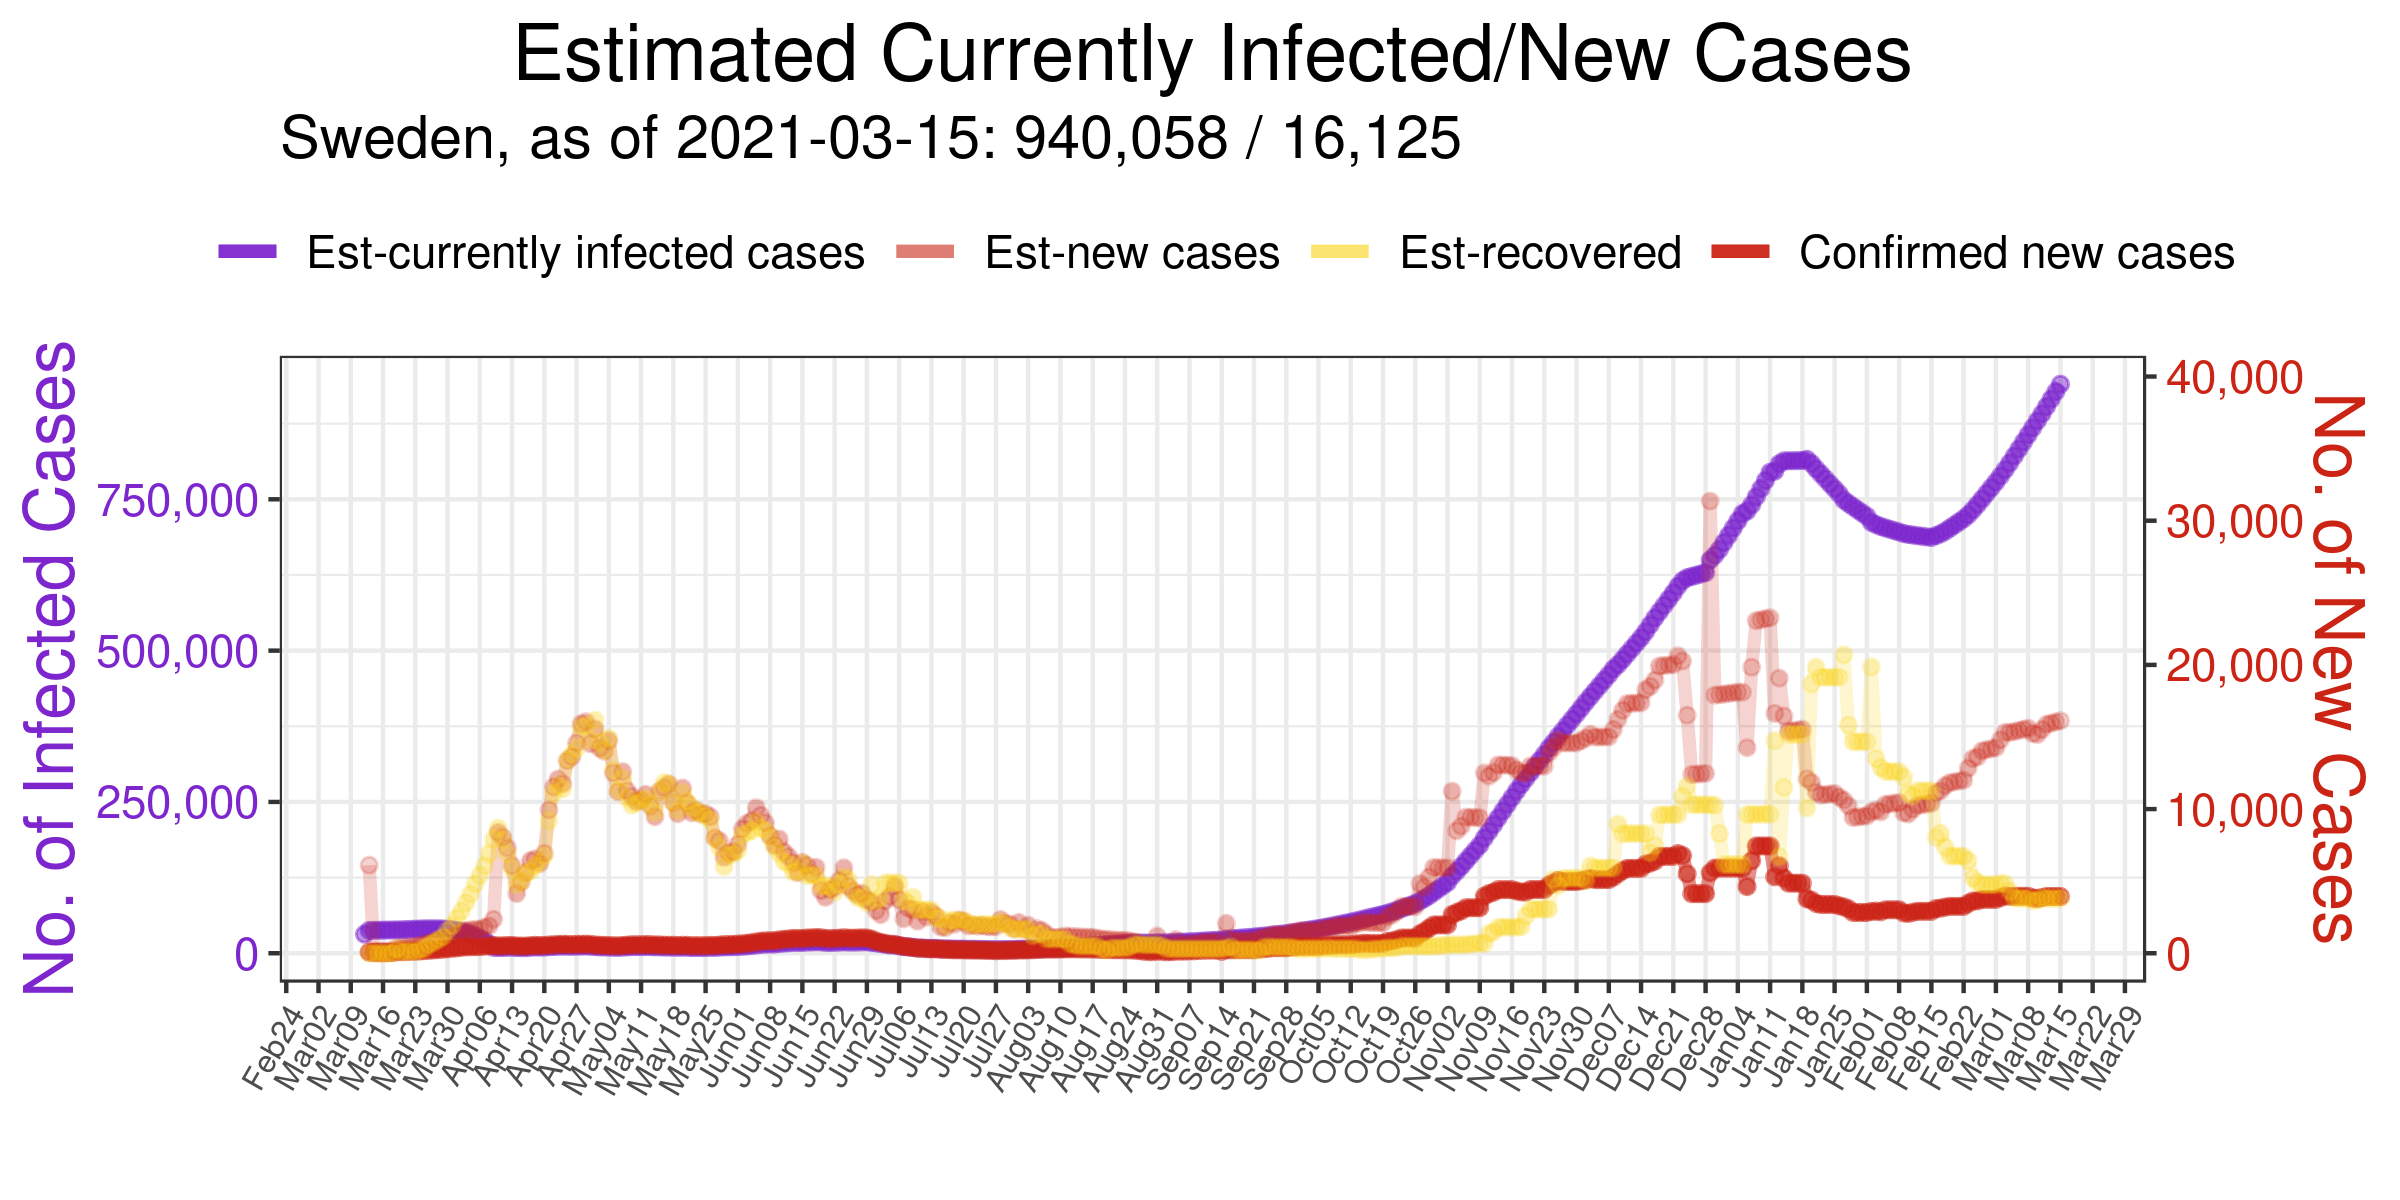 Estimated Currently Infected/New Cases
Sweden, as of 2021-03-15: 940,058 / 16,125
Est-currently infected cases Est-new cases Est-recovered Confirmed new cases
No. of Infected Cases
750,000
500,000
250,000
0
40,000
30,000
20,000
10,000
0
No. of New Cases
Feb24 Mar02 Mar09 Mar16 Mar23 Mar30 Apr06 Apr13 Apr20 Apr27 May04 May11 May18 May25 Jun01 Jun08 Jun15 Jun22 Jun29 Jul06 Jul13 Jul20 Jul27 Aug03 Aug10 Aug17 Aug24 Aug31 Sep07 Sep14 Sep21 Sep28 Oct05 Oct12 Oct19 Oct26 Nov02 Nov09 Nov16 Nov23 Nov30 Dec07 Dec14 Dec21 Dec28 Jan04 Jan11 Jan18 Jan25 Feb01 Feb08 Feb15 Feb22 Mar01 Mar08 Mar15 Mar22 Mar29